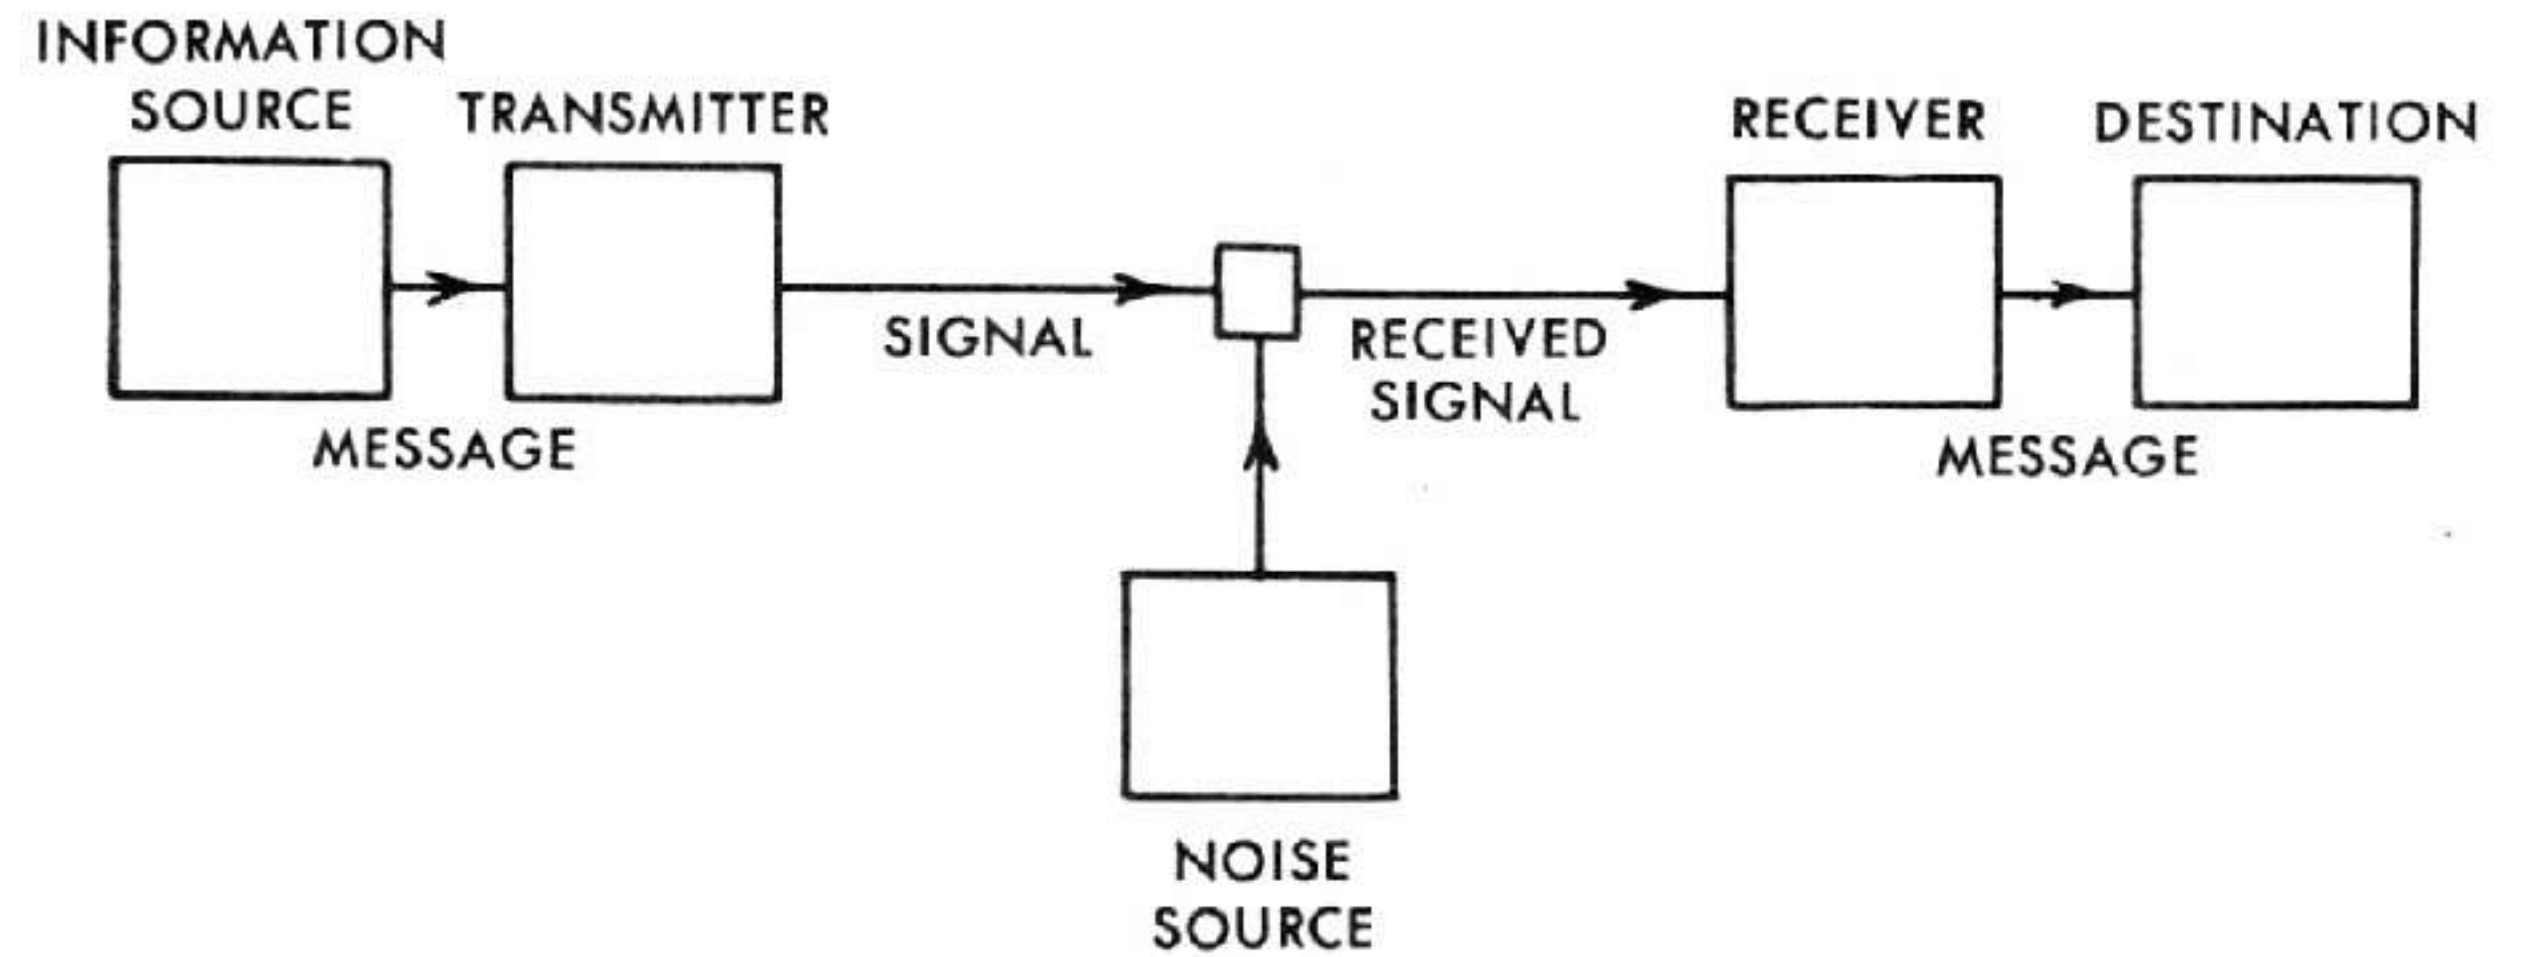 INFORMATION
SOURCE
TRANSMITTER
RECEIVER
DESTINATION
SIGNAL
RECEIVED
SIGNAL
MESSAGE
MESSAGE
NOISE
SOURCE